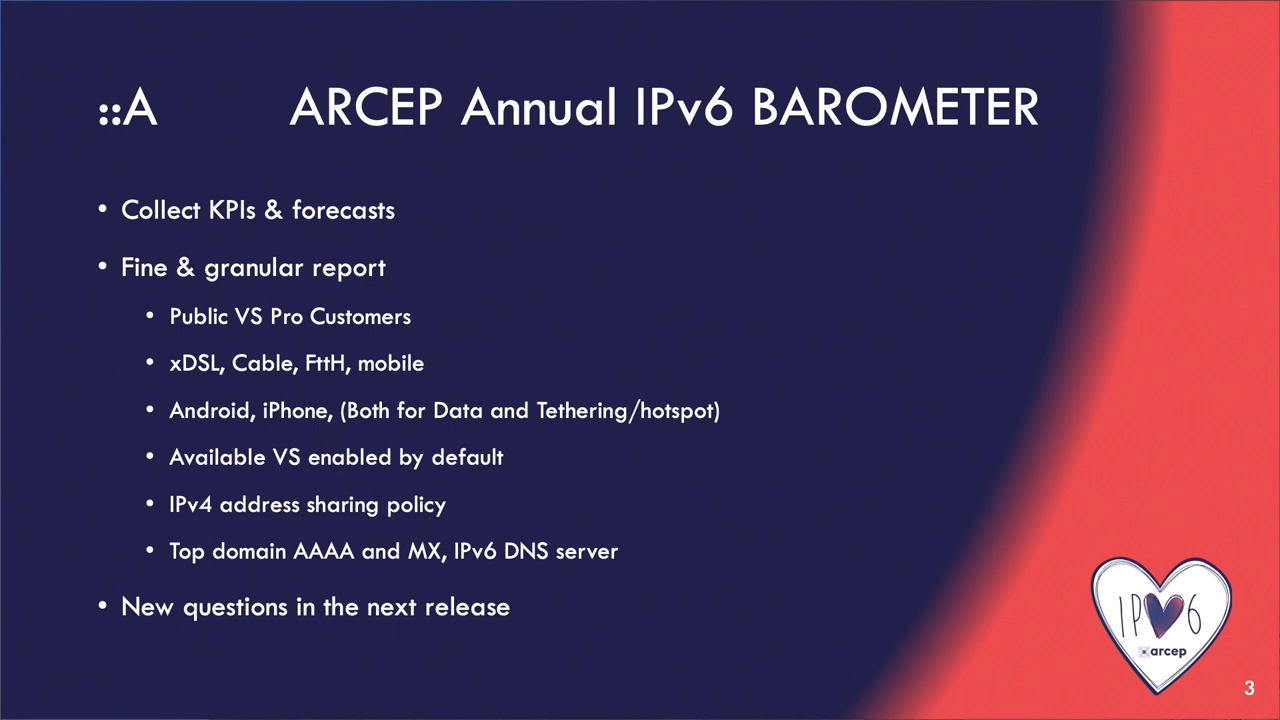 ::A ARCEP Annual IPv6 BAROMETER
• Collect KPIs & forecasts
• Fine & granular report
• Public VS Pro Customers
• xDSL, Cable, FttH, mobile
• Android, iPhone, (Both for Data and Tethering/hotspot)
• Available VS enabled by default
• IPv4 address sharing policy
• Top domain AAAA and MX, IPv6 DNS server
• New questions in the next release
IPv6
arcep
3